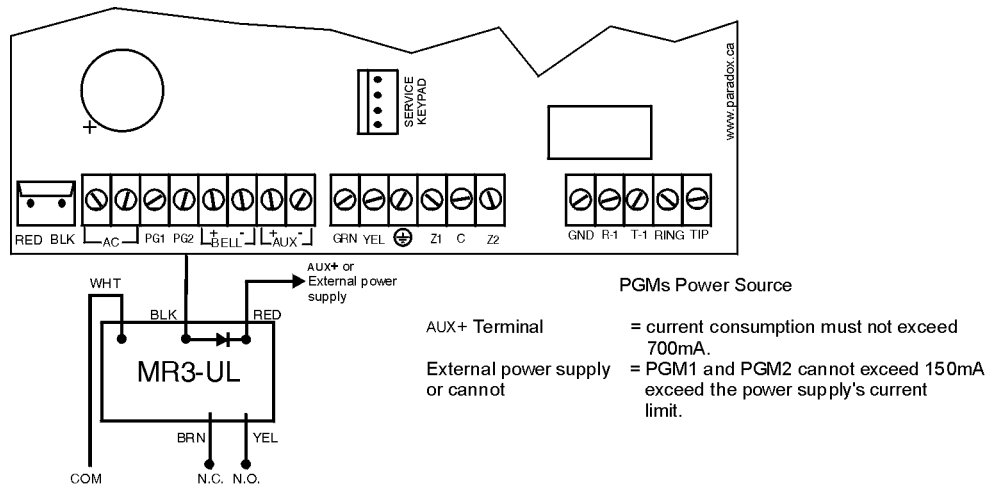 www.paradox.ca
SERVICE
KEYPAD
+
RED BLK AC PG1 PG2 + BELL - + AUX - GRN YEL Z1 C Z2 GND R-1 T-1 RING TIP
AUX+ or
External power
supply
WHT
BLK
RED
MR3-UL
BRN
YEL
COM
N.C. N.O.
PGMs Power Source
AUX+ Terminal = current consumption must not exceed
700mA.
External power supply = PGM1 and PGM2 cannot exceed 150mA
or cannot exceed the power supply's current
limit.